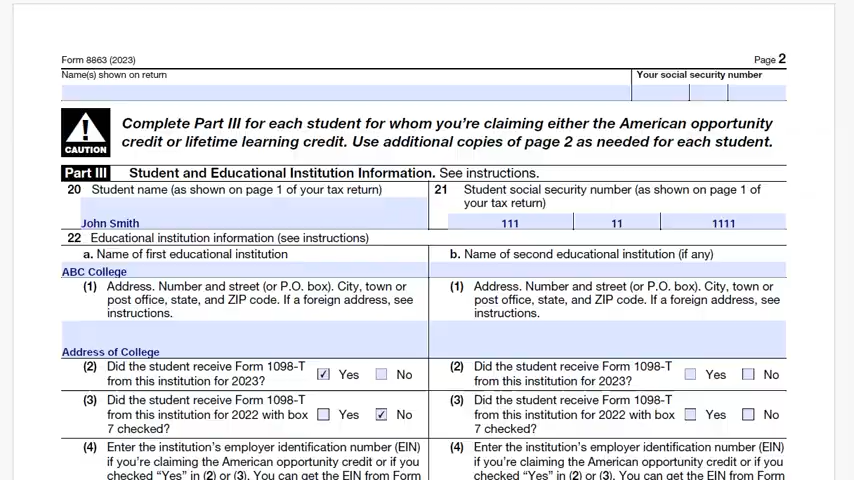 Form 8863 (2023) Page 2
Name(s) shown on return Your social security number
CAUTION
Complete Part III for each student for whom you're claiming either the American opportunity
credit or lifetime learning credit. Use additional copies of page 2 as needed for each student.
Part III Student and Educational Institution Information. See instructions.
20 Student name (as shown on page 1 of your tax return)
John Smith
21 Student social security number (as shown on page 1 of
your tax return)
111 11 1111
22 Educational institution information (see instructions)
a. Name of first educational institution
ABC College
(1) Address. Number and street (or P.O. box). City, town or
post office, state, and ZIP code. If a foreign address, see
instructions.
Address of College
(2) Did the student receive Form 1098-T
from this institution for 2023? ✓ Yes No
(3) Did the student receive Form 1098-T
from this institution for 2022 with box Yes ✓ No
7 checked?
(4) Enter the institution's employer identification number (EIN)
if you're claiming the American opportunity credit or if you
checked "Yes" in (2) or (3). You can get the EIN from Form
b. Name of second educational institution (if any)
(1) Address. Number and street (or P.O. box). City, town or
post office, state, and ZIP code. If a foreign address, see
instructions.
(2) Did the student receive Form 1098-T
from this institution for 2023? Yes No
(3) Did the student receive Form 1098-T
from this institution for 2022 with box Yes No
7 checked?
(4) Enter the institution's employer identification number (EIN)
if you're claiming the American opportunity credit or if you
checked "Yes" in (2) or (3). You can get the EIN from Form